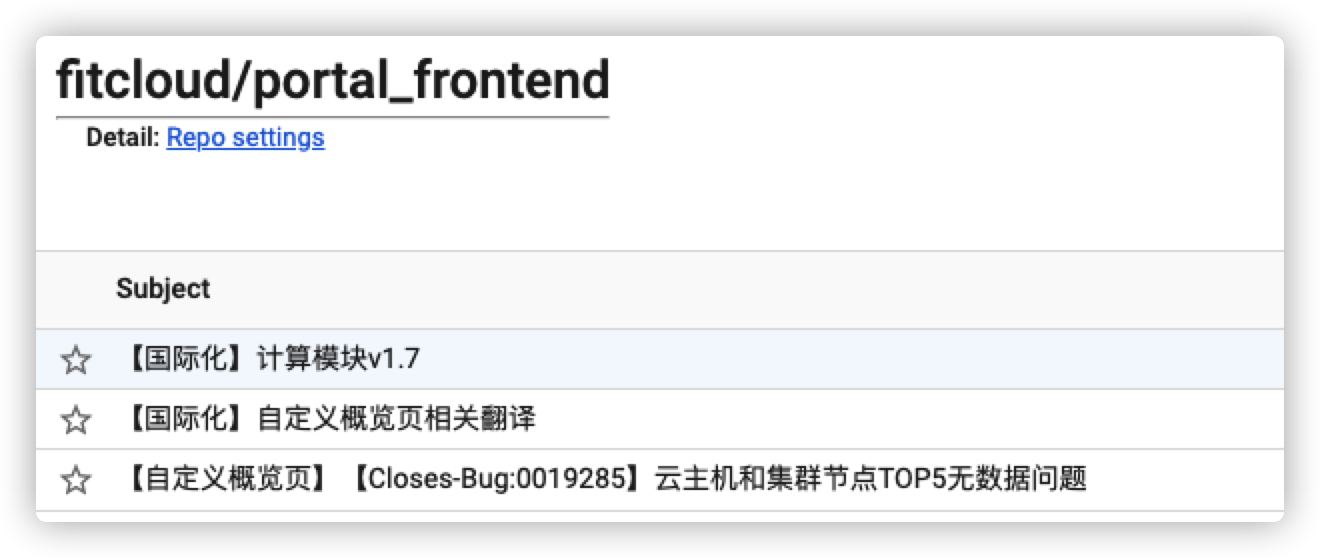 fitcloud/portal_frontend
Detail: Repo settings
Subject
【国际化】计算模块v1.7
【国际化】自定义概览页相关翻译
【自定义概览页】【Closes-Bug:0019285】云主机和集群节点TOP5无数据问题